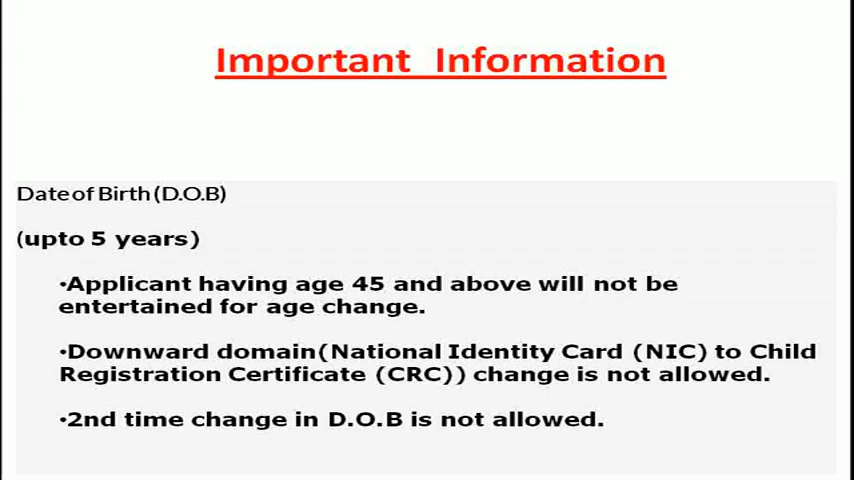 Important Information
Date of Birth (D.O.B)
(upto 5 years)
•Applicant having age 45 and above will not be
entertained for age change.
•Downward domain(National Identity Card (NIC) to Child
Registration Certificate (CRC)) change is not allowed.
•2nd time change in D.O.B is not allowed.